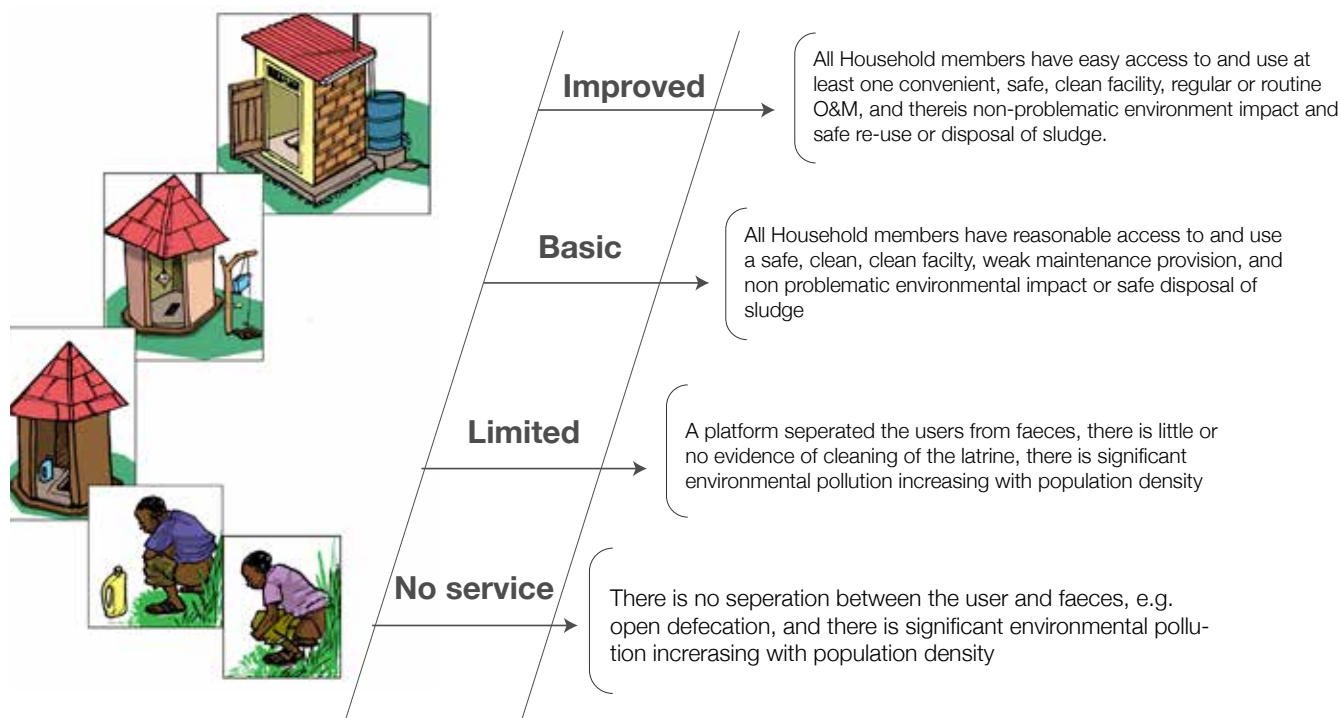 Improved
All Household members have easy access to and use at
least one convenient, safe, clean facility, regular or routine
O&M, and thereis non-problematic environment impact and
safe re-use or disposal of sludge.
Basic
All Household members have reasonable access to and use
a safe, clean, clean facilty, weak maintenance provision, and
non problematic environmental impact or safe disposal of
sludge
Limited
A platform seperated the users from faeces, there is little or
no evidence of cleaning of the latrine, there is significant
environmental pollution increasing with population density
No service
There is no seperation between the user and faeces, e.g.
open defecation, and there is significant environmental pollu-
tion increrasing with population density